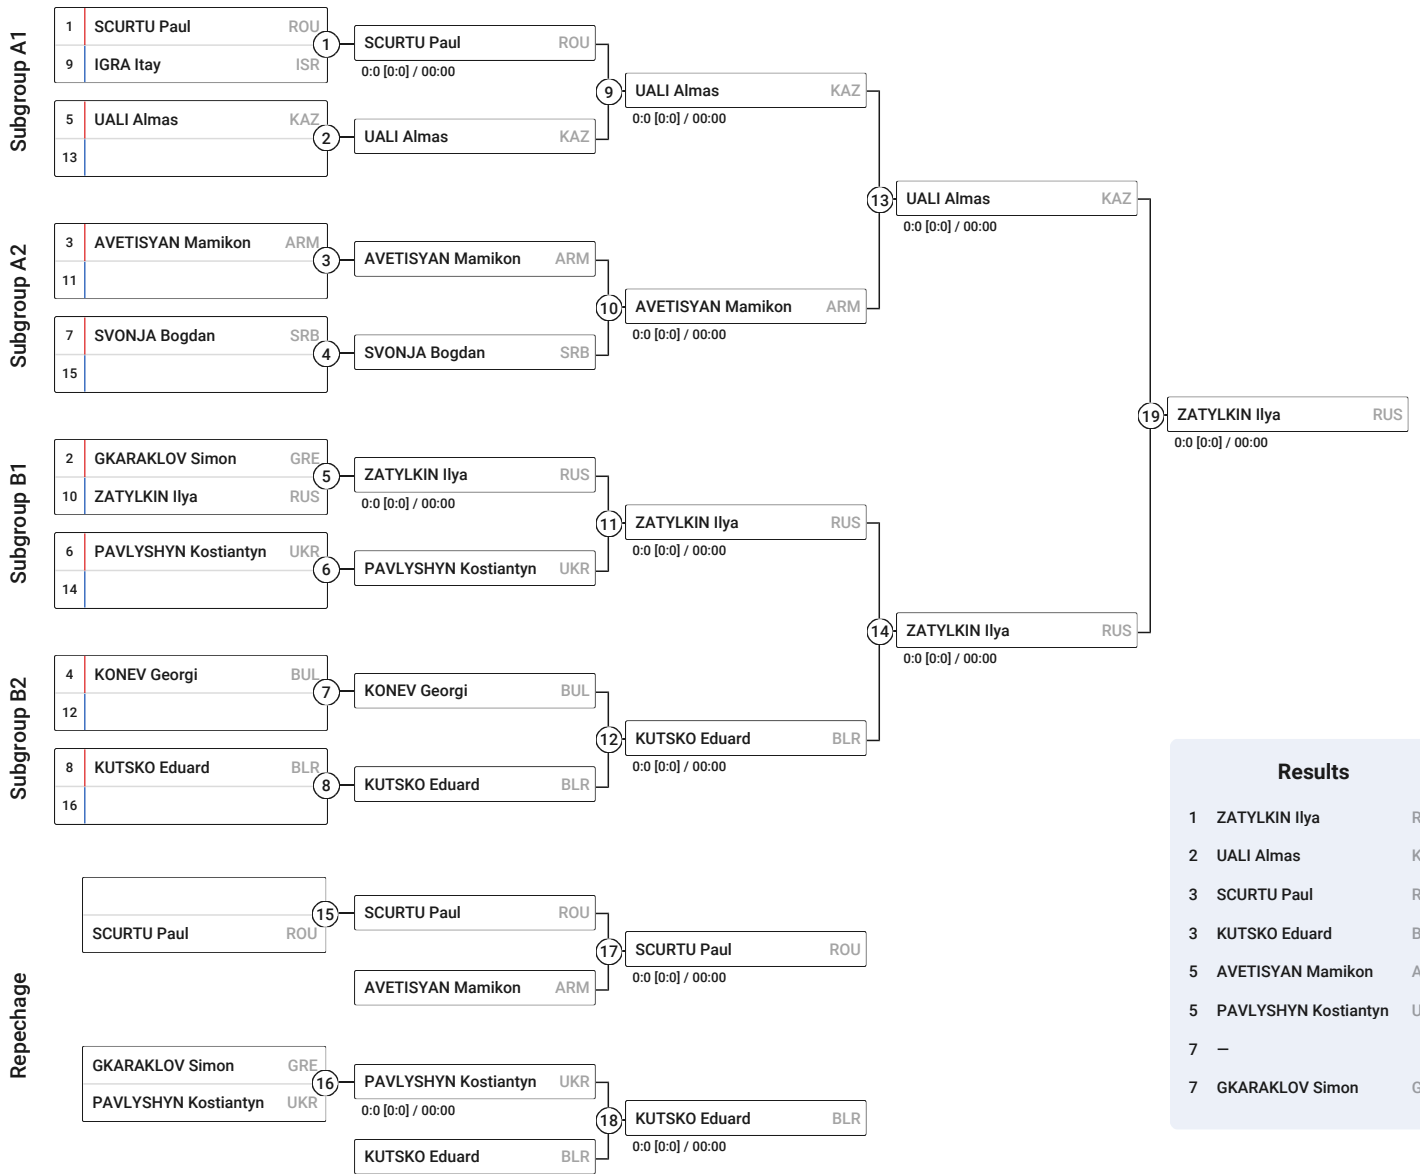 Subgroup A1
1 SCURTU Paul ROU
9 IGRA Itay ISR
1
SCURTU Paul ROU
0:0 [0:0] / 00:00
5 UALI Almas KAZ
13
2
UALI Almas KAZ
9
UALI Almas KAZ
0:0 [0:0] / 00:00
Subgroup A2
3 AVETISYAN Mamikon ARM
11
3
AVETISYAN Mamikon ARM
7 SVONJA Bogdan SRB
15
4
SVONJA Bogdan SRB
10
AVETISYAN Mamikon ARM
0:0 [0:0] / 00:00
13
UALI Almas KAZ
0:0 [0:0] / 00:00
Subgroup B1
2 GKARAKLOV Simon GRE
10 ZATYLKIN Ilya RUS
5
ZATYLKIN Ilya RUS
0:0 [0:0] / 00:00
6 PAVLYSHYN Kostiantyn UKR
14
6
PAVLYSHYN Kostiantyn UKR
11
ZATYLKIN Ilya RUS
0:0 [0:0] / 00:00
Subgroup B2
4 KONEV Georgi BUL
12
7
KONEV Georgi BUL
8 KUTSKO Eduard BLR
16
8
KUTSKO Eduard BLR
12
KUTSKO Eduard BLR
0:0 [0:0] / 00:00
14
ZATYLKIN Ilya RUS
0:0 [0:0] / 00:00
19
ZATYLKIN Ilya RUS
0:0 [0:0] / 00:00
Repechage
SCURTU Paul ROU
15
SCURTU Paul ROU
AVETISYAN Mamikon ARM
17
SCURTU Paul ROU
0:0 [0:0] / 00:00
GKARAKLOV Simon GRE
PAVLYSHYN Kostiantyn UKR
16
PAVLYSHYN Kostiantyn UKR
0:0 [0:0] / 00:00
KUTSKO Eduard BLR
18
KUTSKO Eduard BLR
0:0 [0:0] / 00:00
Results
1 ZATYLKIN Ilya
2 UALI Almas
3 SCURTU Paul
3 KUTSKO Eduard
5 AVETISYAN Mamikon
5 PAVLYSHYN Kostiantyn
7 —
7 GKARAKLOV Simon